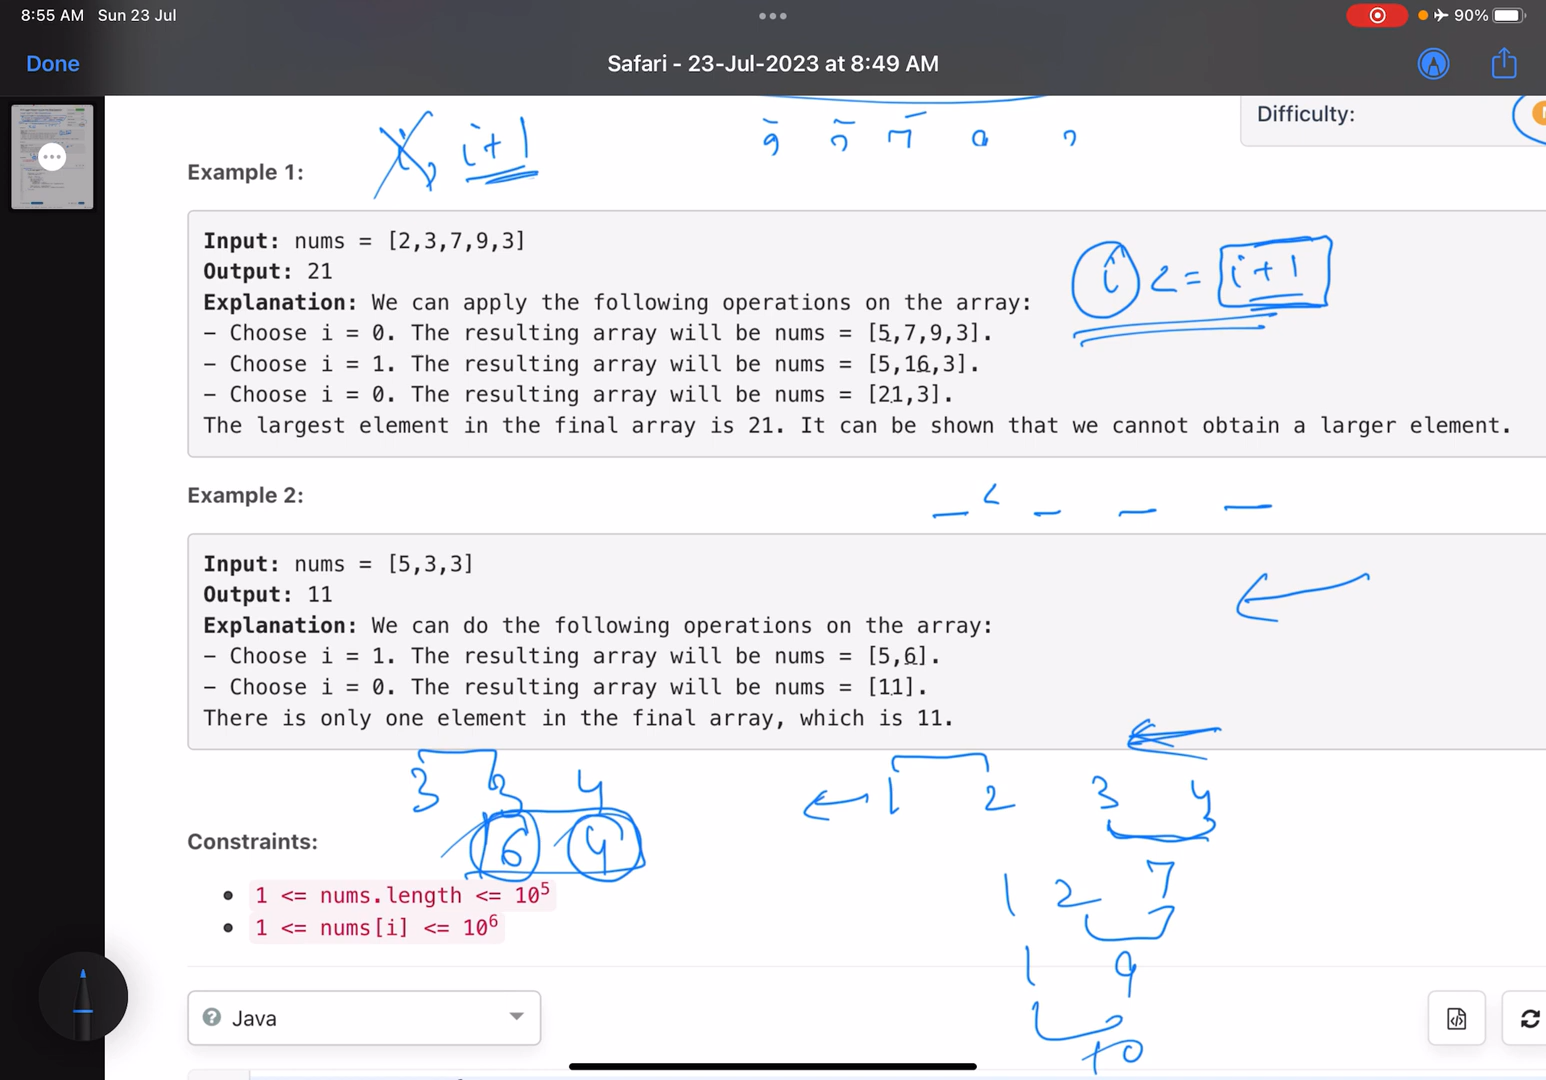 8:55 AM Sun 23 Jul
90%
Done
Safari - 23-Jul-2023 at 8:49 AM
Difficulty:
i, i+1
Example 1:
Input: nums = [2,3,7,9,3]
Output: 21
Explanation: We can apply the following operations on the array:
- Choose i = 0. The resulting array will be nums = [5,7,9,3].
- Choose i = 1. The resulting array will be nums = [5,16,3].
- Choose i = 0. The resulting array will be nums = [21,3].
The largest element in the final array is 21. It can be shown that we cannot obtain a larger element.
i <= i+1
Example 2:
<
Input: nums = [5,3,3]
Output: 11
Explanation: We can do the following operations on the array:
- Choose i = 1. The resulting array will be nums = [5,6].
- Choose i = 0. The resulting array will be nums = [11].
There is only one element in the final array, which is 11.
3 3 4
1 2 3 4
6 4
1 2 7
1 9
10
Constraints:
1 <= nums.length <= 10⁵
1 <= nums[i] <= 10⁶
Java